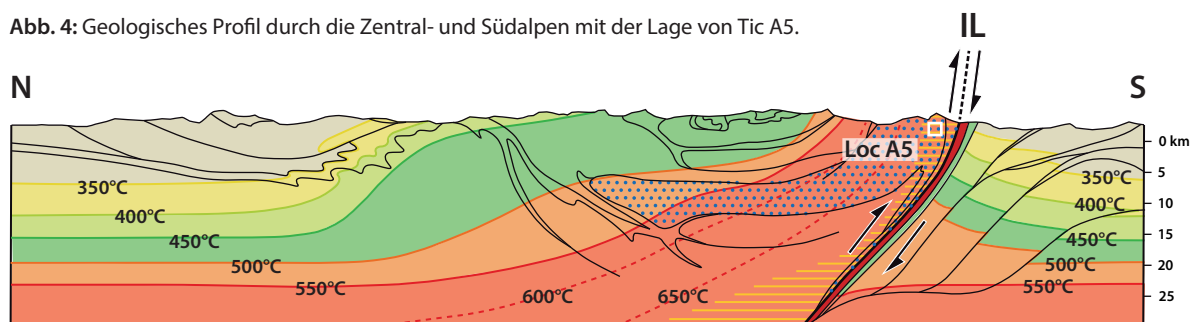 Abb. 4: Geologisches Profil durch die Zentral- und Südalpen mit der Lage von Tic A5.
IL
N
S
Loc A5
0 km
5
10
15
20
25
350°C
400°C
450°C
500°C
550°C
600°C
650°C
350°C
400°C
450°C
500°C
550°C